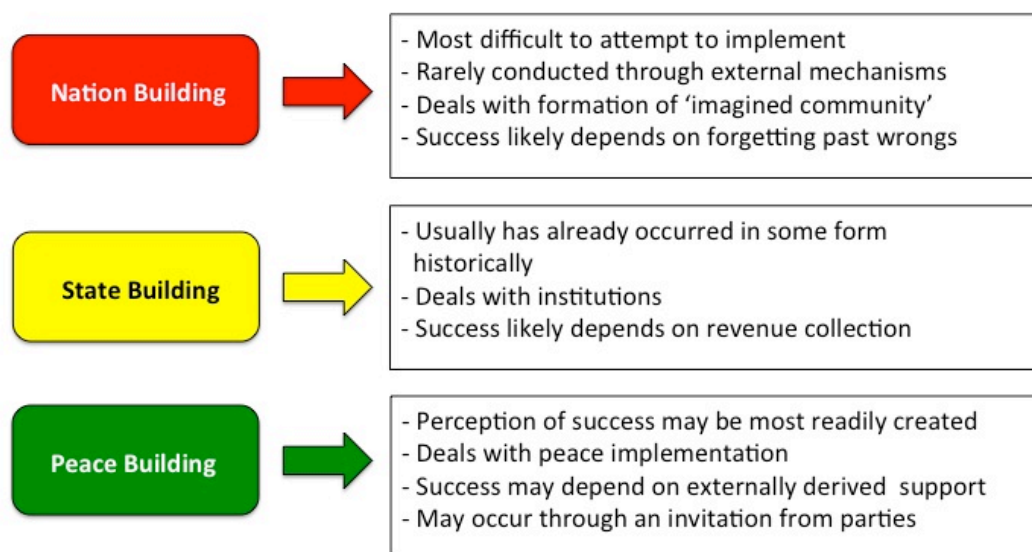 Nation Building
- Most difficult to attempt to implement
- Rarely conducted through external mechanisms
- Deals with formation of ‘imagined community’
- Success likely depends on forgetting past wrongs
State Building
- Usually has already occurred in some form
historically
- Deals with institutions
- Success likely depends on revenue collection
Peace Building
- Perception of success may be most readily created
- Deals with peace implementation
- Success may depend on externally derived support
- May occur through an invitation from parties